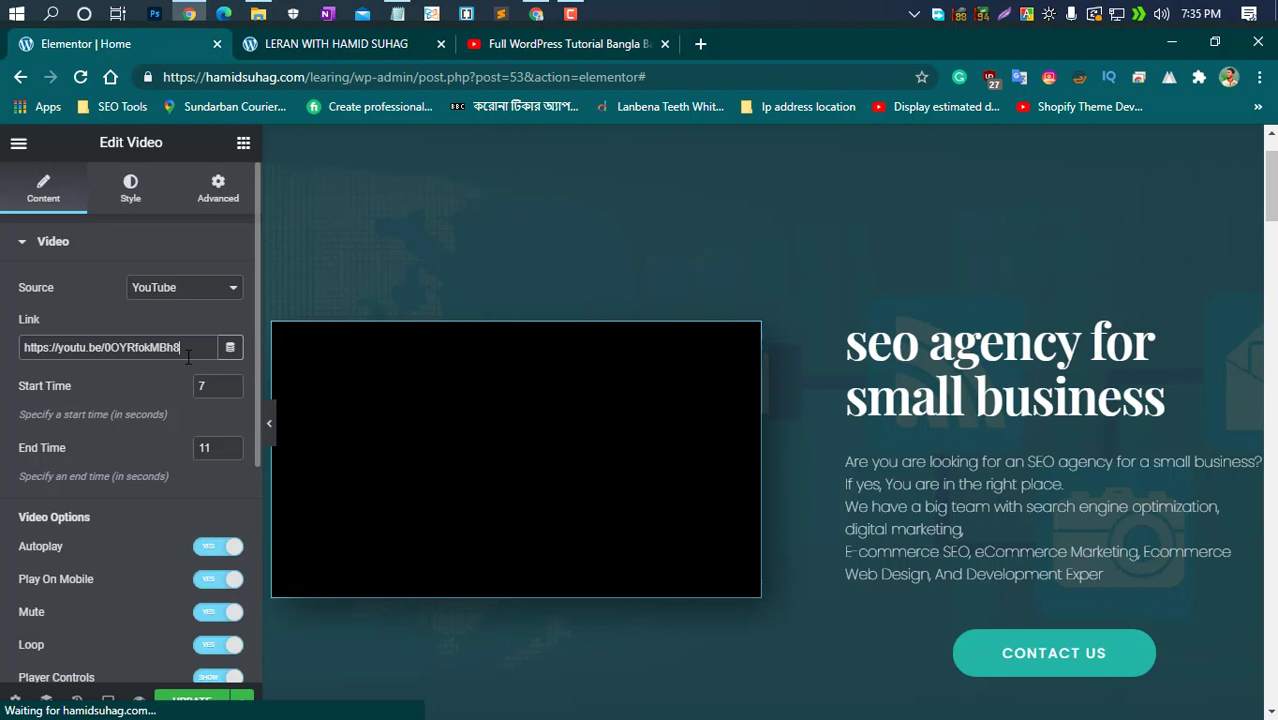 7:35 PM
Elementor | Home
LERAN WITH HAMID SUHAG
Full WordPress Tutorial Bangla Ba
https://hamidsuhag.com/learing/wp-admin/post.php?post=53&action=elementor#
27
Apps
SEO Tools
Sundarban Courier...
Create professional...
BBC করোনা টিকার অ্যাপ...
Lanbena Teeth Whit...
Ip address location
Display estimated d...
Shopify Theme Dev...
Edit Video
Content
Style
Advanced
Video
Source
YouTube
Link
https://youtu.be/0OYRfokMBh8
Start Time
7
Specify a start time (in seconds)
End Time
11
Specify an end time (in seconds)
Video Options
Autoplay
YES
Play On Mobile
YES
Mute
YES
Loop
YES
Player Controls
SHOW
UPDATE
Waiting for hamidsuhag.com...
seo agency for
small business
Are you are looking for an SEO agency for a small business?
If yes, You are in the right place.
We have a big team with search engine optimization,
digital marketing,
E-commerce SEO, eCommerce Marketing, Ecommerce
Web Design, And Development Exper
CONTACT US